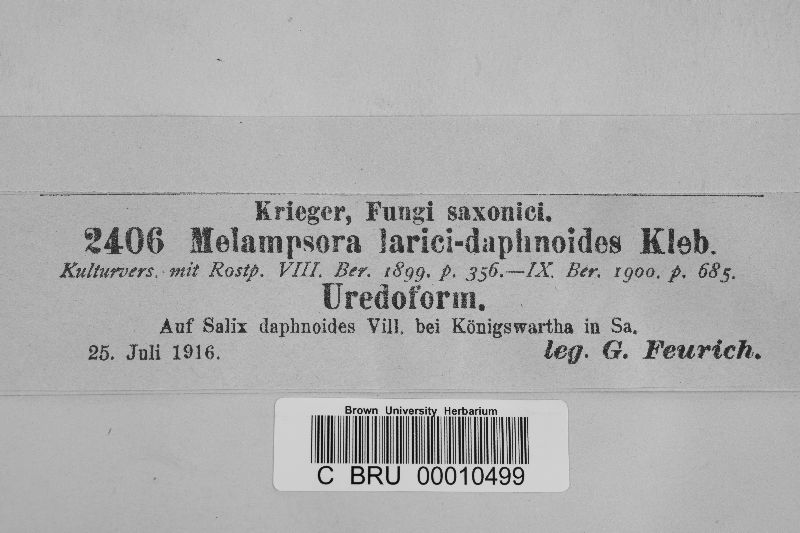 Krieger, Fungi saxonici.
2406 Melampsora larici-daphnoides Kleb.
Kulturvers. mit Rostp. VIII. Ber. 1899. p. 356.—IX. Ber. 1900. p. 685.
Uredoform.
Auf Salix daphnoides Vill. bei Königswartha in Sa.
25. Juli 1916. leg. G. Feurich.
Brown University Herbarium
C BRU 00010499